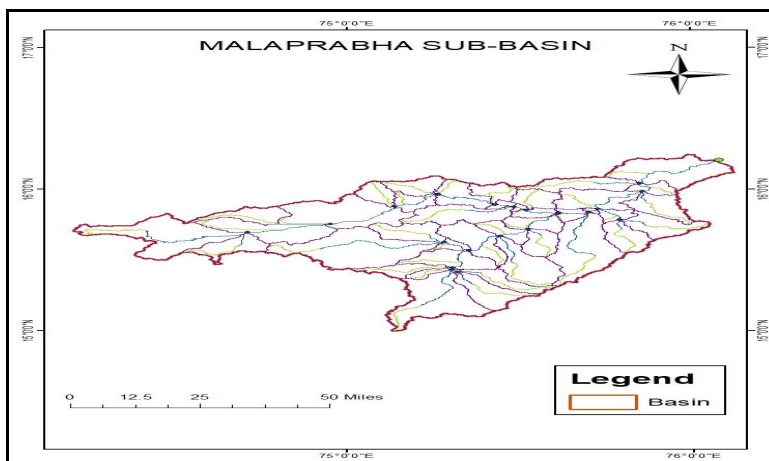 75°0'0"E 76°0'0"E
MALAPRABHA SUB-BASIN
N
17°0'0"N 17°0'0"N
16°0'0"N 16°0'0"N
15°0'0"N 15°0'0"N
0 12.5 25 50 Miles
Legend
Basin
75°0'0"E 76°0'0"E